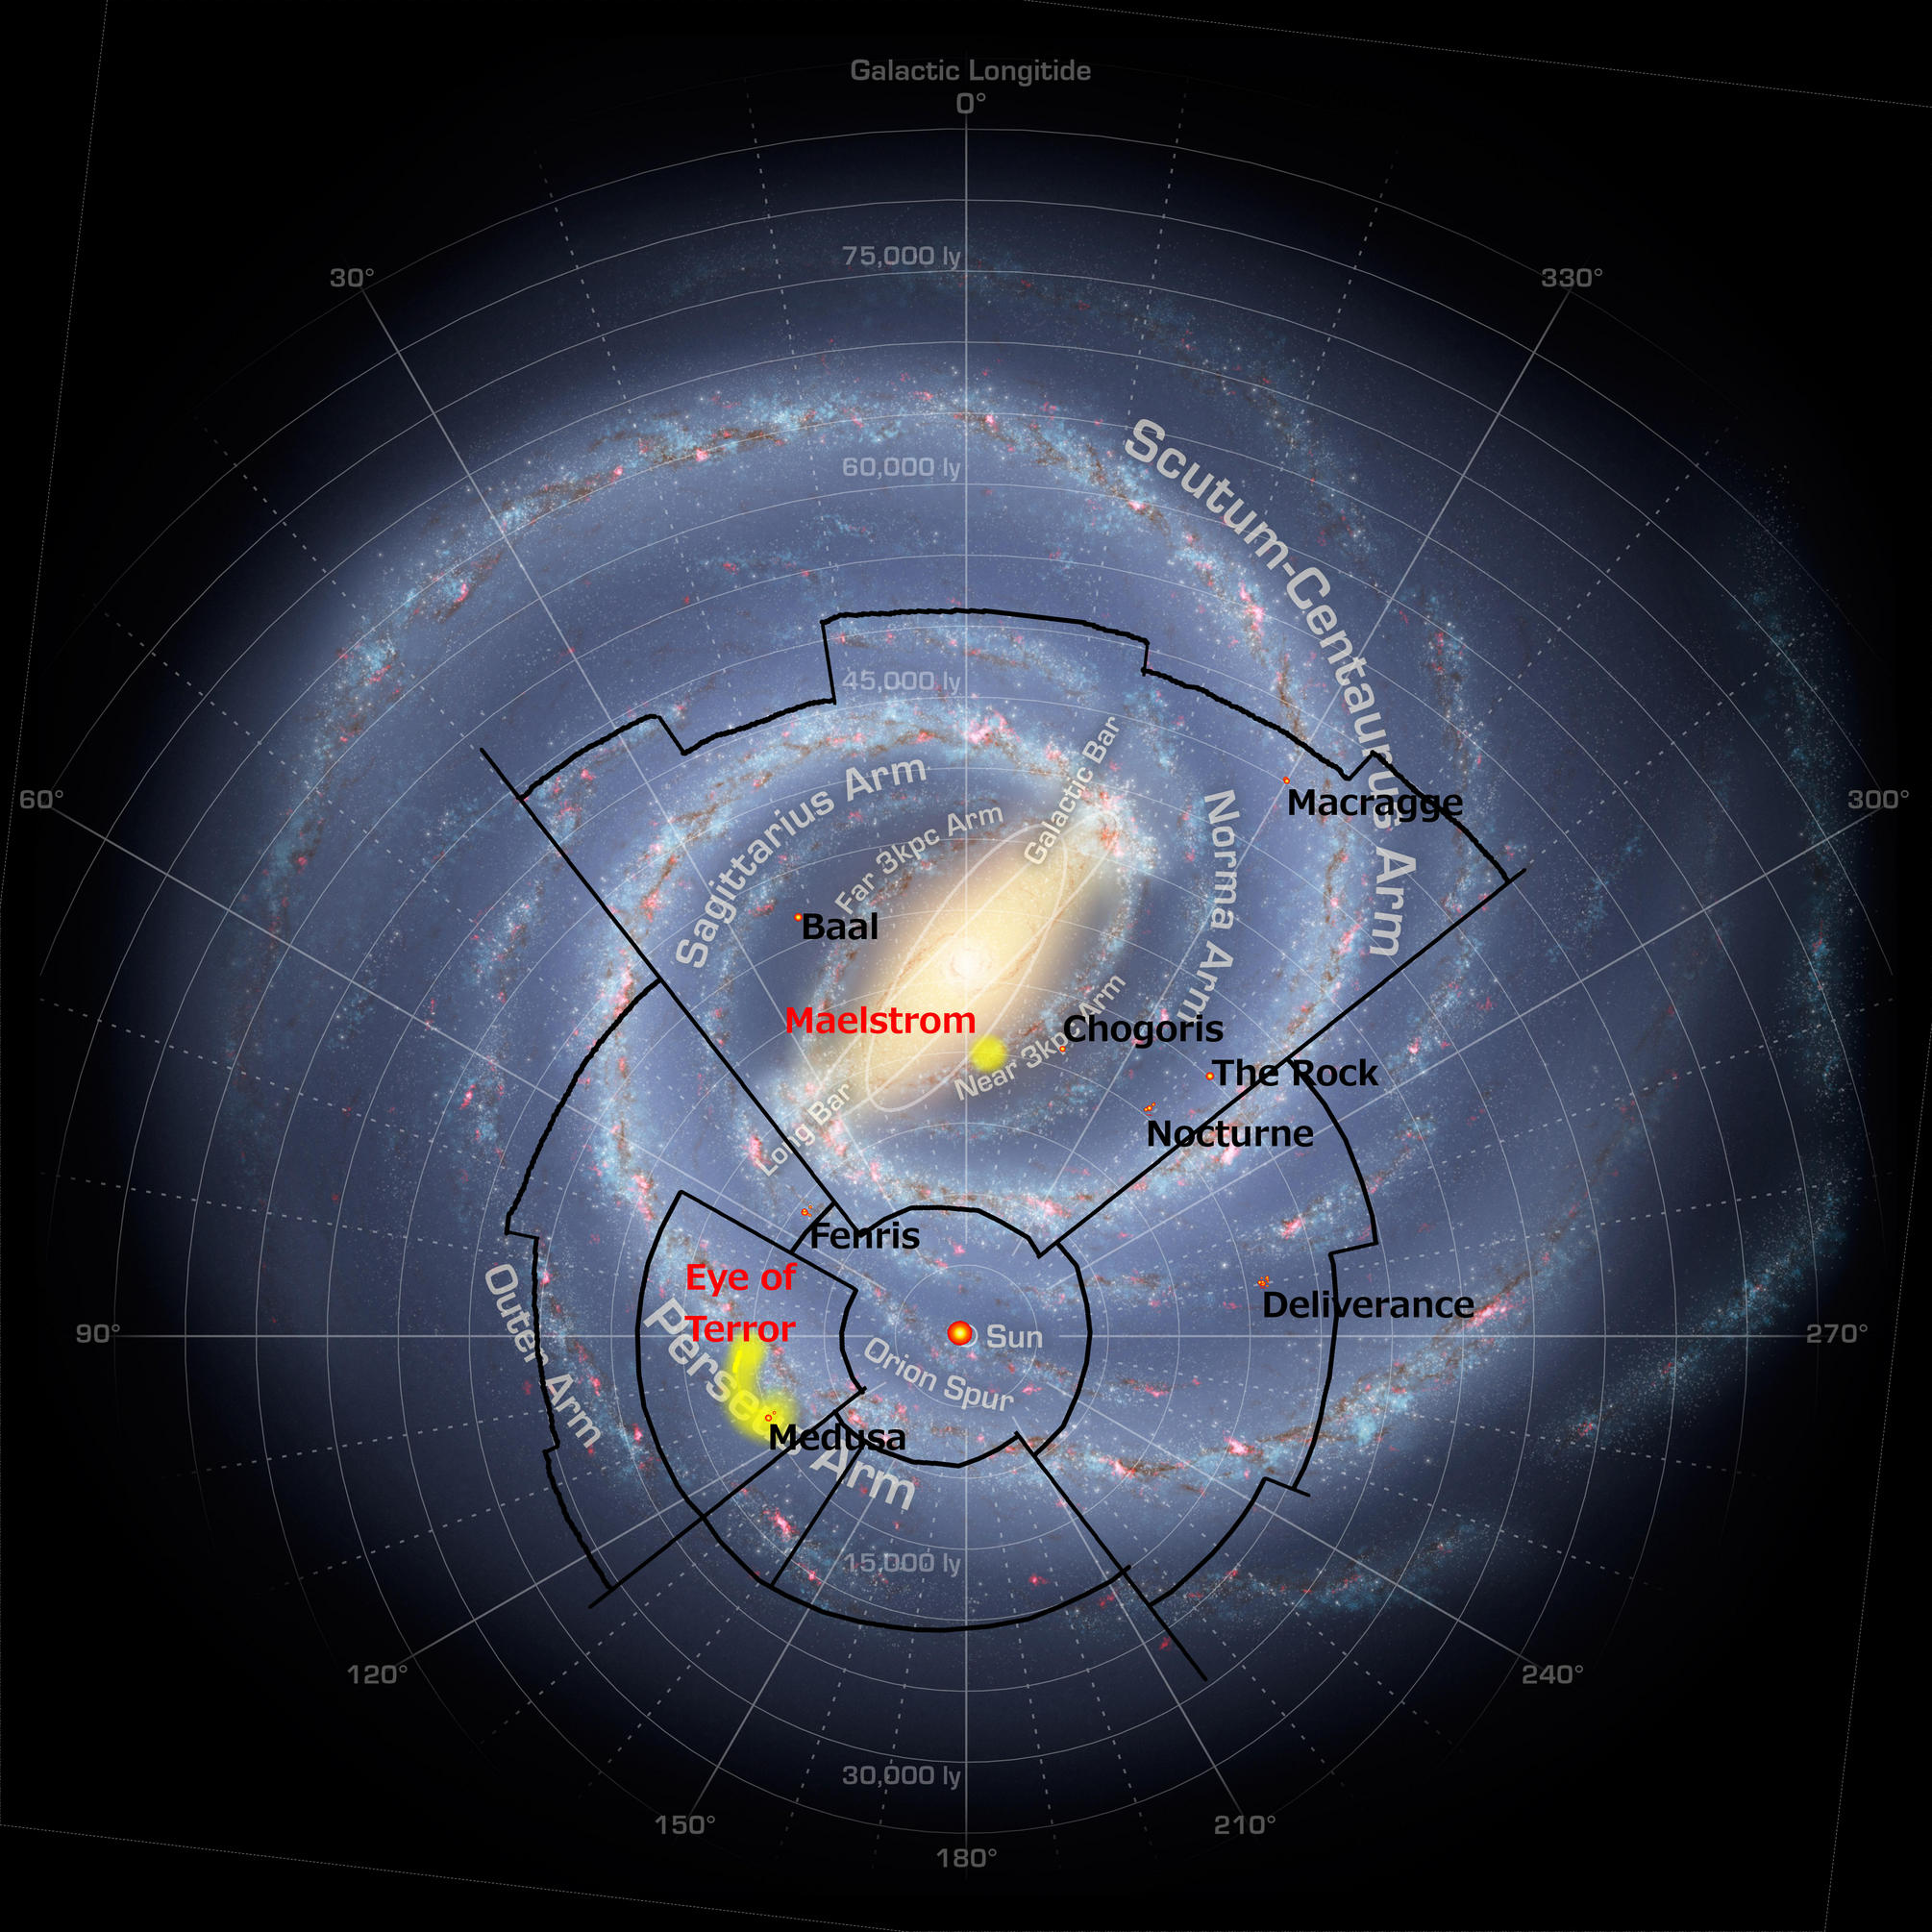 Galactic Longitide
0°
30°
330°
75,000 ly
Scutum-Centaurus Arm
60,000 ly
45,000 ly
Galactic Bar
Sagittarius Arm
60°
300°
Macragge
Norma Arm
Far 3kpc Arm
Baal
Maelstrom
Chogoris
Near 3kpc Arm
The Rock
Nocturne
Long Bar
Fenris
Eye of
Terror
Deliverance
Outer Arm
90°
Perseus Arm
Sun
270°
Orion Spur
Medusa
15,000 ly
120°
240°
30,000 ly
150°
210°
180°